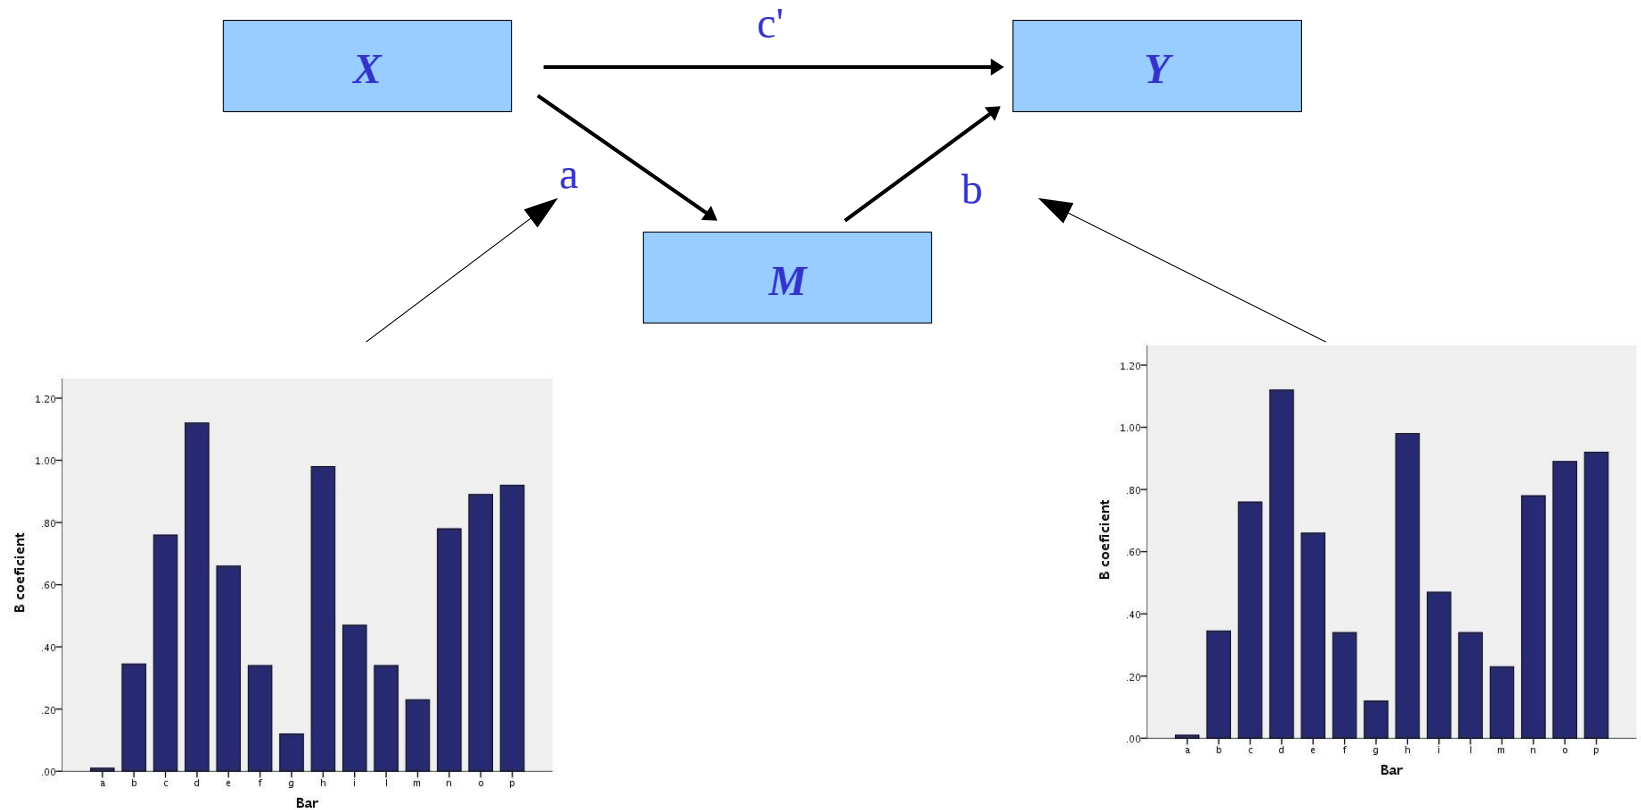 c'
X
Y
a
b
M
1.20
1.00
.80
.60
.40
.20
.00
B coeficient
a b c d e f g h i l m n o p
Bar
1.20
1.00
.80
.60
.40
.20
.00
B coeficient
a b c d e f g h i l m n o p
Bar